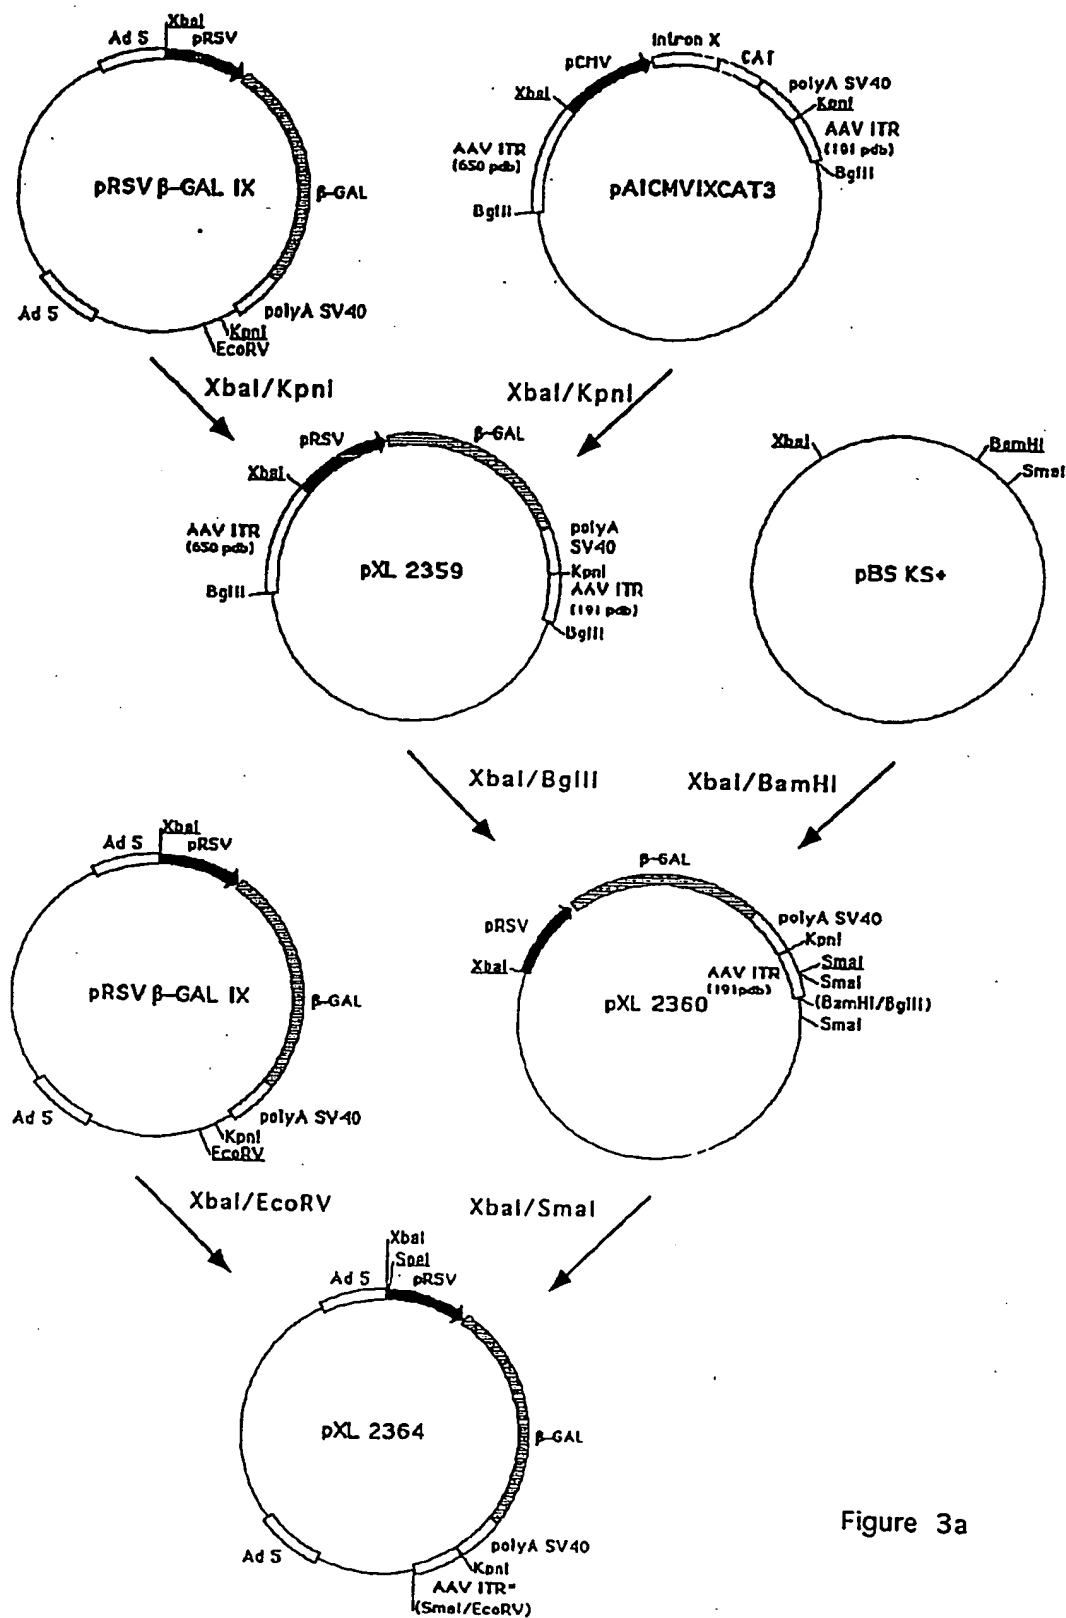 XbaI
Ad 5
pRSV
pRSV β-GAL IX
β-GAL
polyA SV40
Ad 5
KpnI
EcoRV
Intron X
CAT
pCMV
polyA SV40
XbaI
KpnI
AAV ITR
(191 pdb)
AAV ITR
(650 pdb)
BglII
pAICMVIXCAT3
BglII
XbaI/KpnI
XbaI/KpnI
pRSV
β-GAL
XbaI
AAV ITR
(650 pdb)
polyA
SV40
pXL 2359
KpnI
AAV ITR
(191 pdb)
BglII
BglII
XbaI
BamHI
SmaI
pBS KS+
XbaI/BglII
XbaI/BamHI
XbaI
Ad 5
pRSV
pRSV β-GAL IX
β-GAL
Ad 5
polyA SV40
KpnI
EcoRV
β-GAL
pRSV
polyA SV40
KpnI
XbaI
AAV ITR
(191pdb)
SmaI
SmaI
pXL 2360
(BamHI/BglII)
SmaI
XbaI/EcoRV
XbaI/SmaI
XbaI
SpeI
Ad 5
pRSV
pXL 2364
β-GAL
polyA SV40
Ad 5
KpnI
AAV ITR=
(SmaI/EcoRV)
Figure 3a